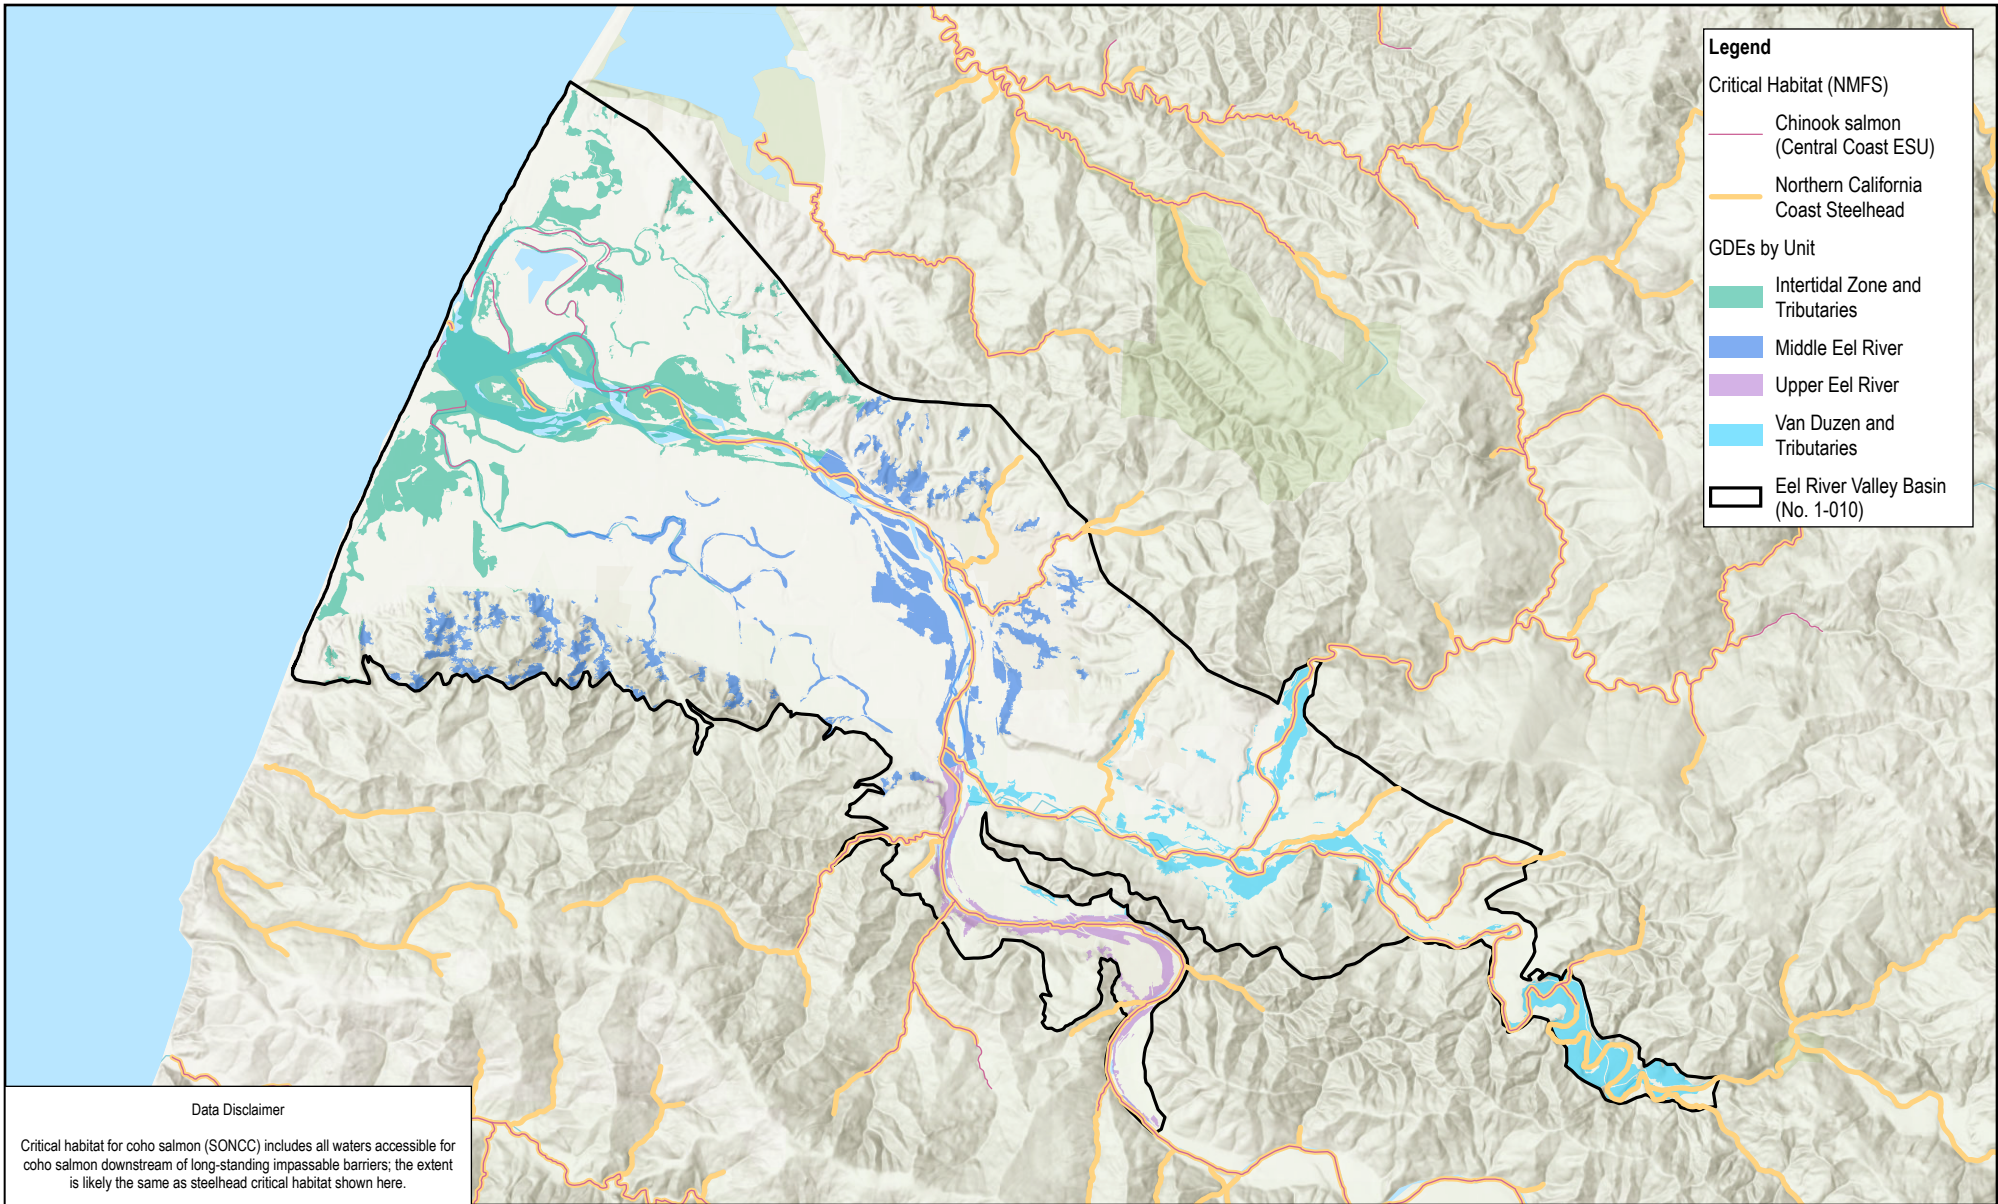 Legend
Critical Habitat (NMFS)
Chinook salmon
(Central Coast ESU)
Northern California
Coast Steelhead
GDEs by Unit
Intertidal Zone and
Tributaries
Middle Eel River
Upper Eel River
Van Duzen and
Tributaries
Eel River Valley Basin
(No. 1-010)
Data Disclaimer
Critical habitat for coho salmon (SONCC) includes all waters accessible for
coho salmon downstream of long-standing impassable barriers; the extent
is likely the same as steelhead critical habitat shown here.